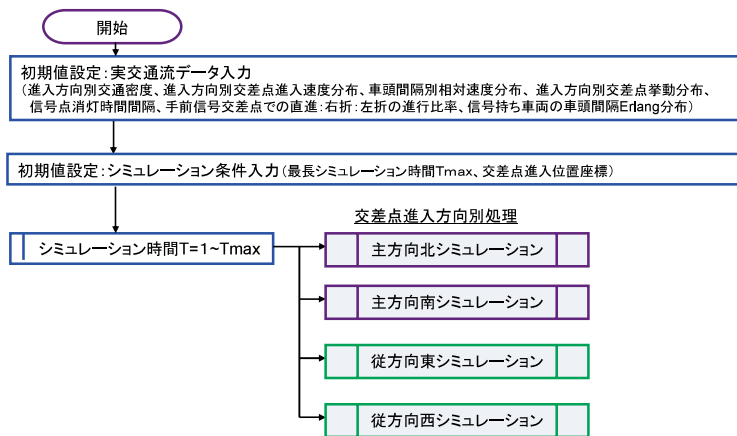 開始
初期値設定：実交通流データ入力
（進入方向別交通密度、進入方向別交差点進入速度分布、車頭間隔別相対速度分布、進入方向別交差点挙動分布、
信号点消灯時間間隔、手前信号交差点での直進：右折：左折の進行比率、信号持ち車両の車頭間隔Erlang分布）
初期値設定：シミュレーション条件入力（最長シミュレーション時間Tmax、交差点進入位置座標）
交差点進入方向別処理
シミュレーション時間T=1~Tmax
主方向北シミュレーション
主方向南シミュレーション
従方向東シミュレーション
従方向西シミュレーション